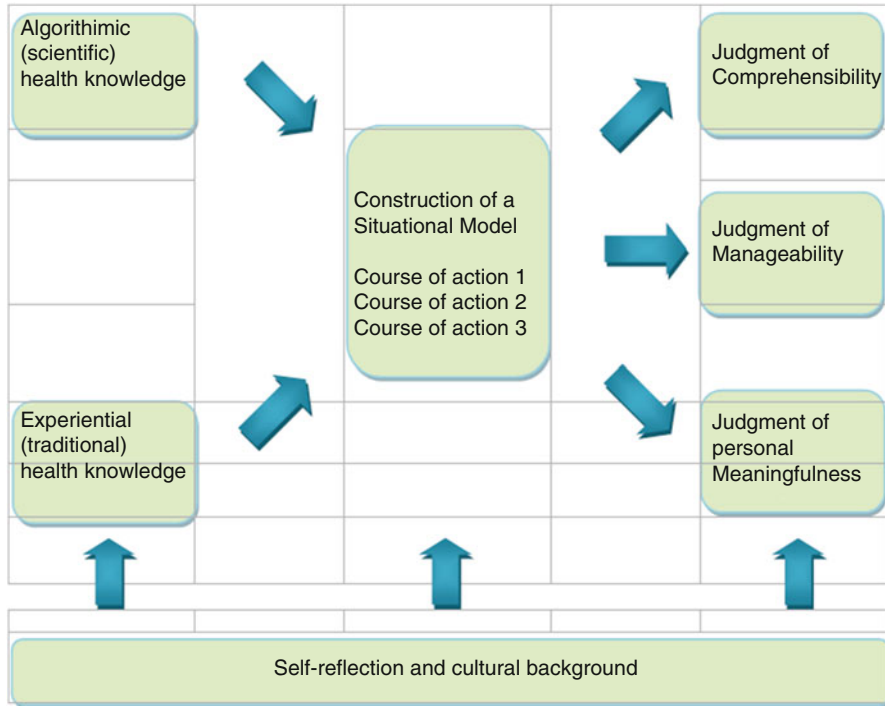 Algorithimic
(scientific)
health knowledge
Experiential
(traditional)
health knowledge
Construction of a
Situational Model
Course of action 1
Course of action 2
Course of action 3
Judgment of
Comprehensibility
Judgment of
Manageability
Judgment of
personal
Meaningfulness
Self-reflection and cultural background